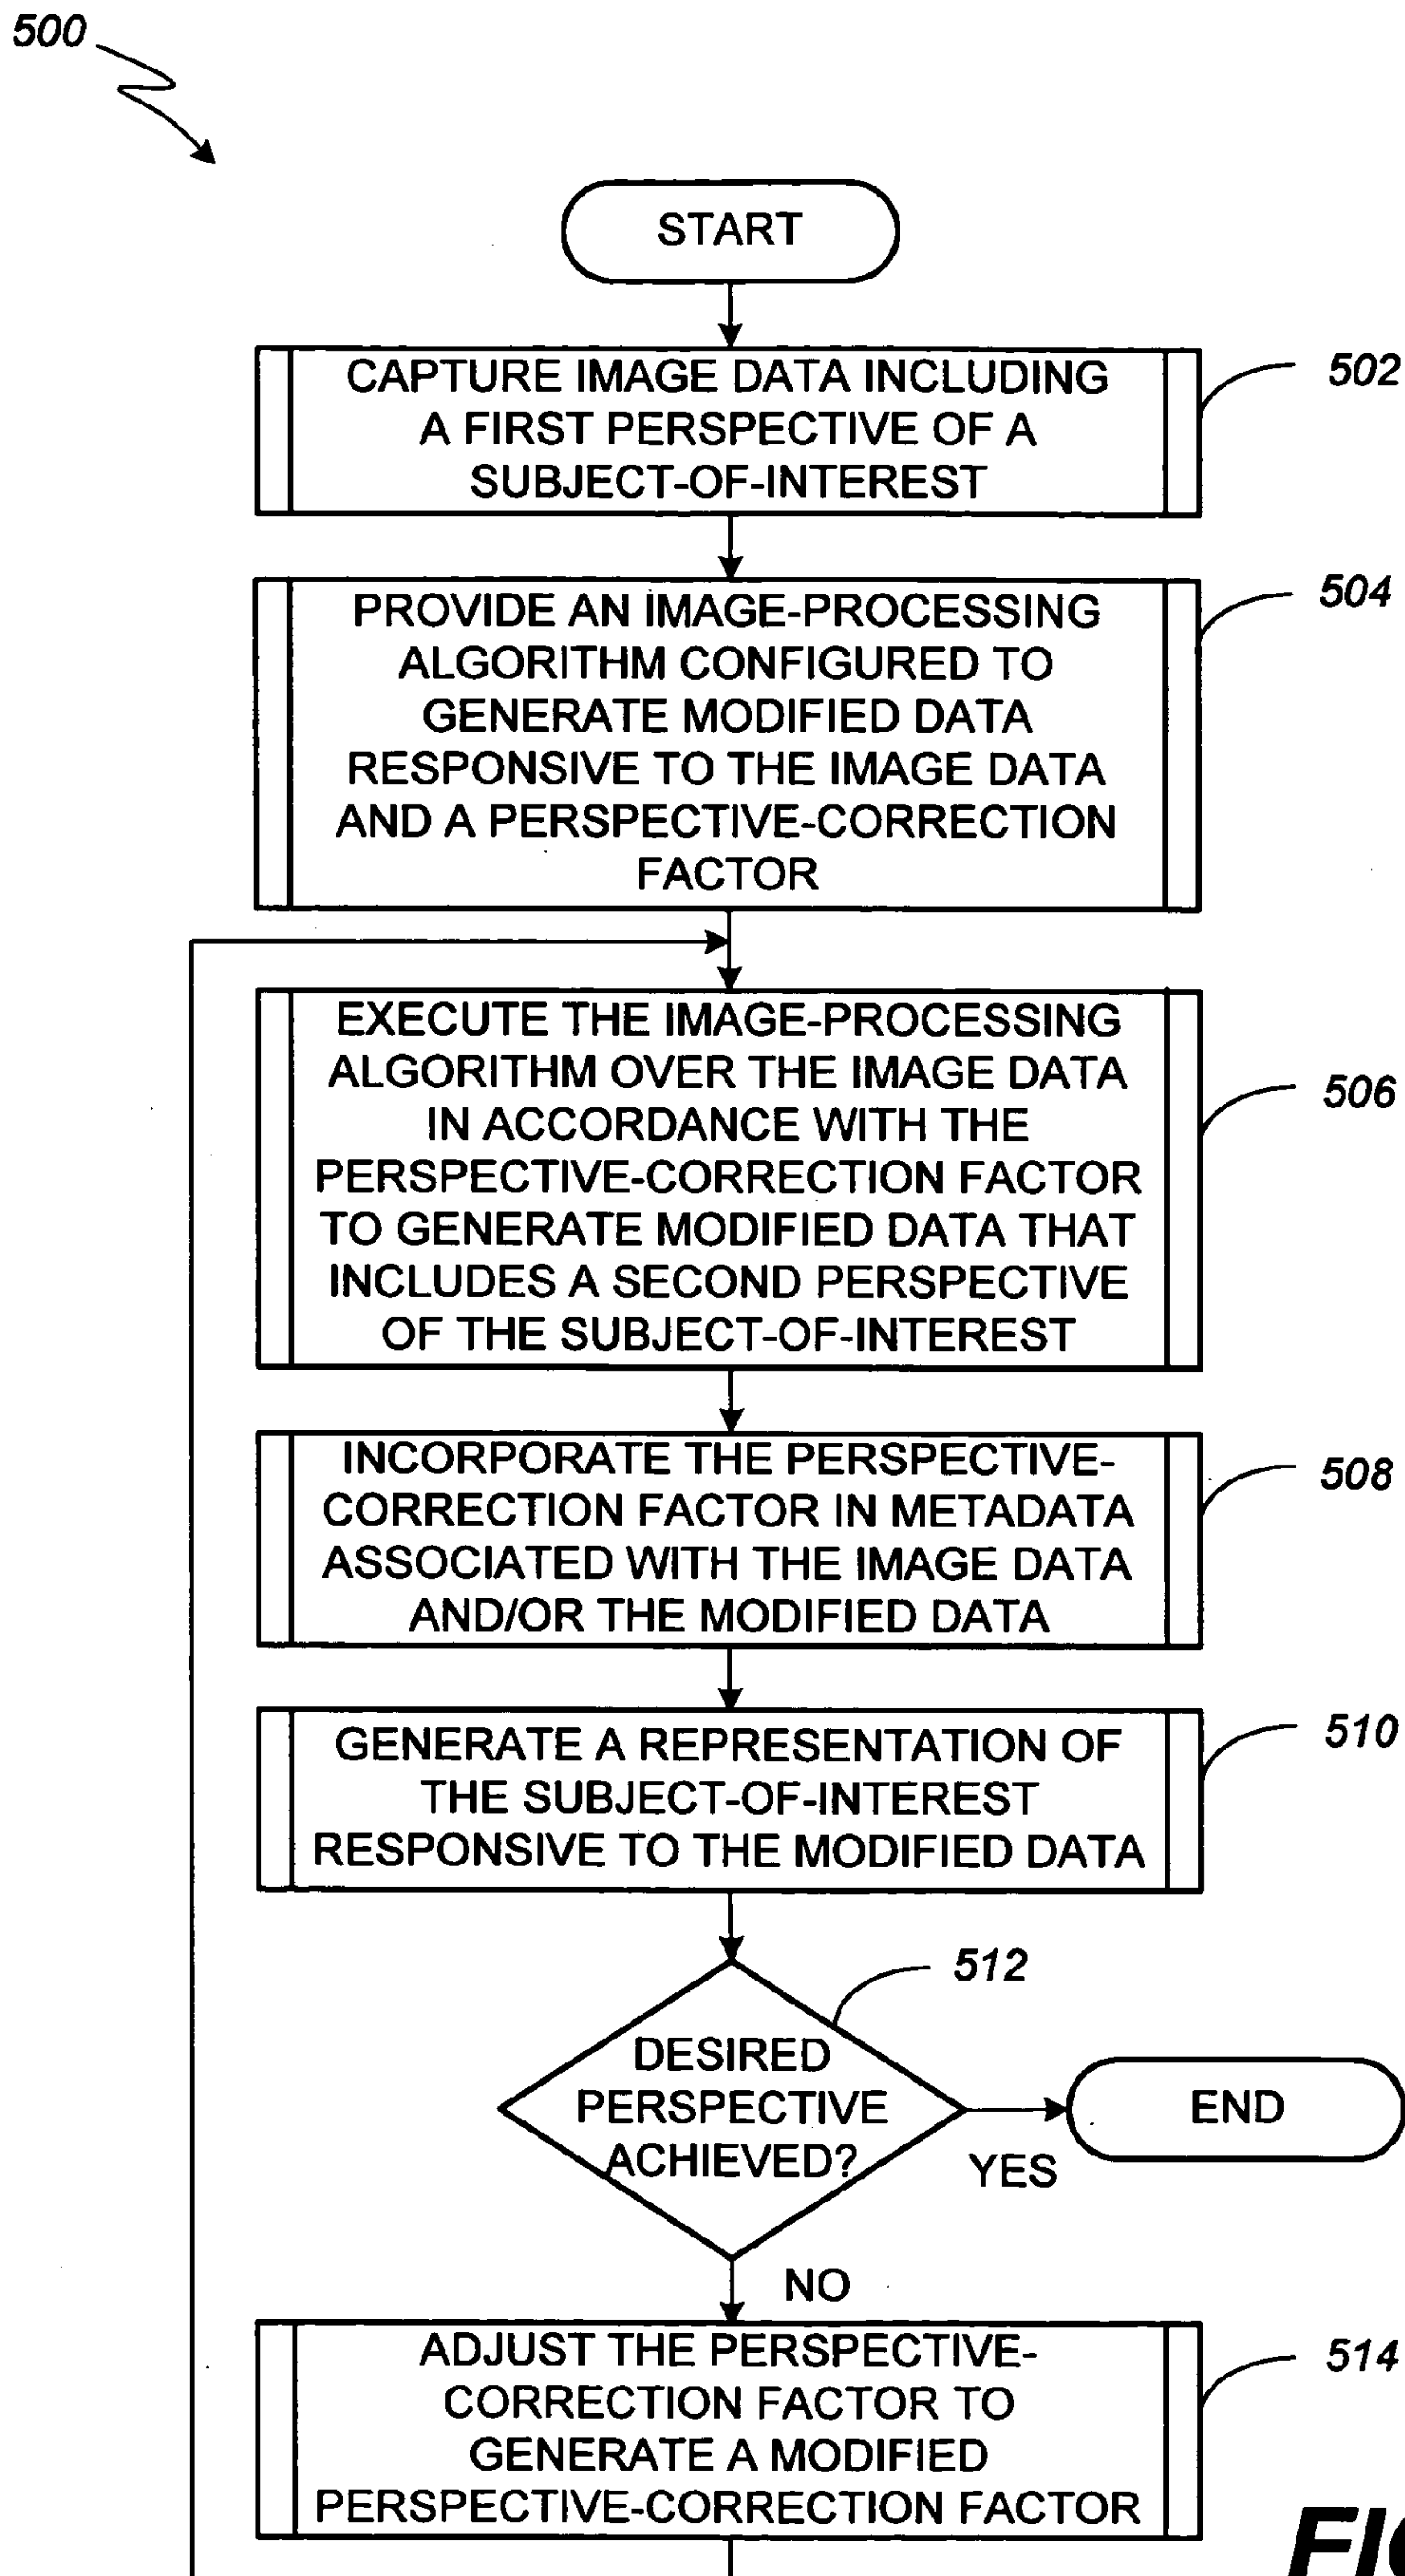 500
START
CAPTURE IMAGE DATA INCLUDING
A FIRST PERSPECTIVE OF A
SUBJECT-OF-INTEREST
502
PROVIDE AN IMAGE-PROCESSING
ALGORITHM CONFIGURED TO
GENERATE MODIFIED DATA
RESPONSIVE TO THE IMAGE DATA
AND A PERSPECTIVE-CORRECTION
FACTOR
504
EXECUTE THE IMAGE-PROCESSING
ALGORITHM OVER THE IMAGE DATA
IN ACCORDANCE WITH THE
PERSPECTIVE-CORRECTION FACTOR
TO GENERATE MODIFIED DATA THAT
INCLUDES A SECOND PERSPECTIVE
OF THE SUBJECT-OF-INTEREST
506
INCORPORATE THE PERSPECTIVE-
CORRECTION FACTOR IN METADATA
ASSOCIATED WITH THE IMAGE DATA
AND/OR THE MODIFIED DATA
508
GENERATE A REPRESENTATION OF
THE SUBJECT-OF-INTEREST
RESPONSIVE TO THE MODIFIED DATA
510
512
DESIRED
PERSPECTIVE
ACHIEVED?
YES
END
NO
ADJUST THE PERSPECTIVE-
CORRECTION FACTOR TO
GENERATE A MODIFIED
PERSPECTIVE-CORRECTION FACTOR
514